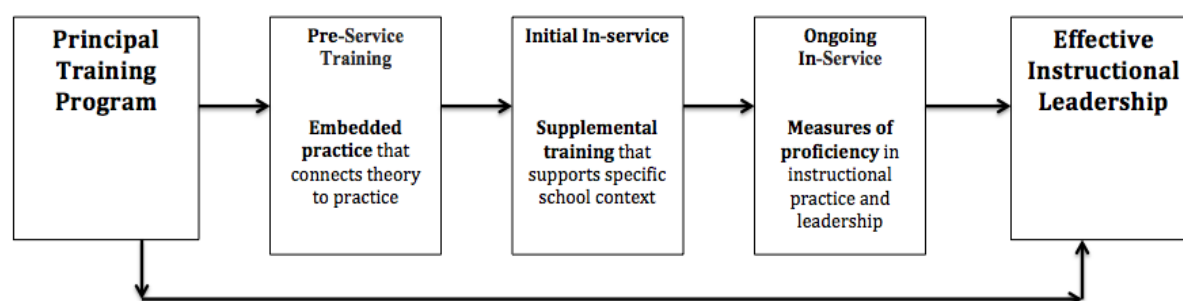 Principal
Training
Program
Pre-Service
Training
Embedded
practice that
connects theory
to practice
Initial In-service
Supplemental
training that
supports specific
school context
Ongoing
In-Service
Measures of
proficiency in
instructional
practice and
leadership
Effective
Instructional
Leadership